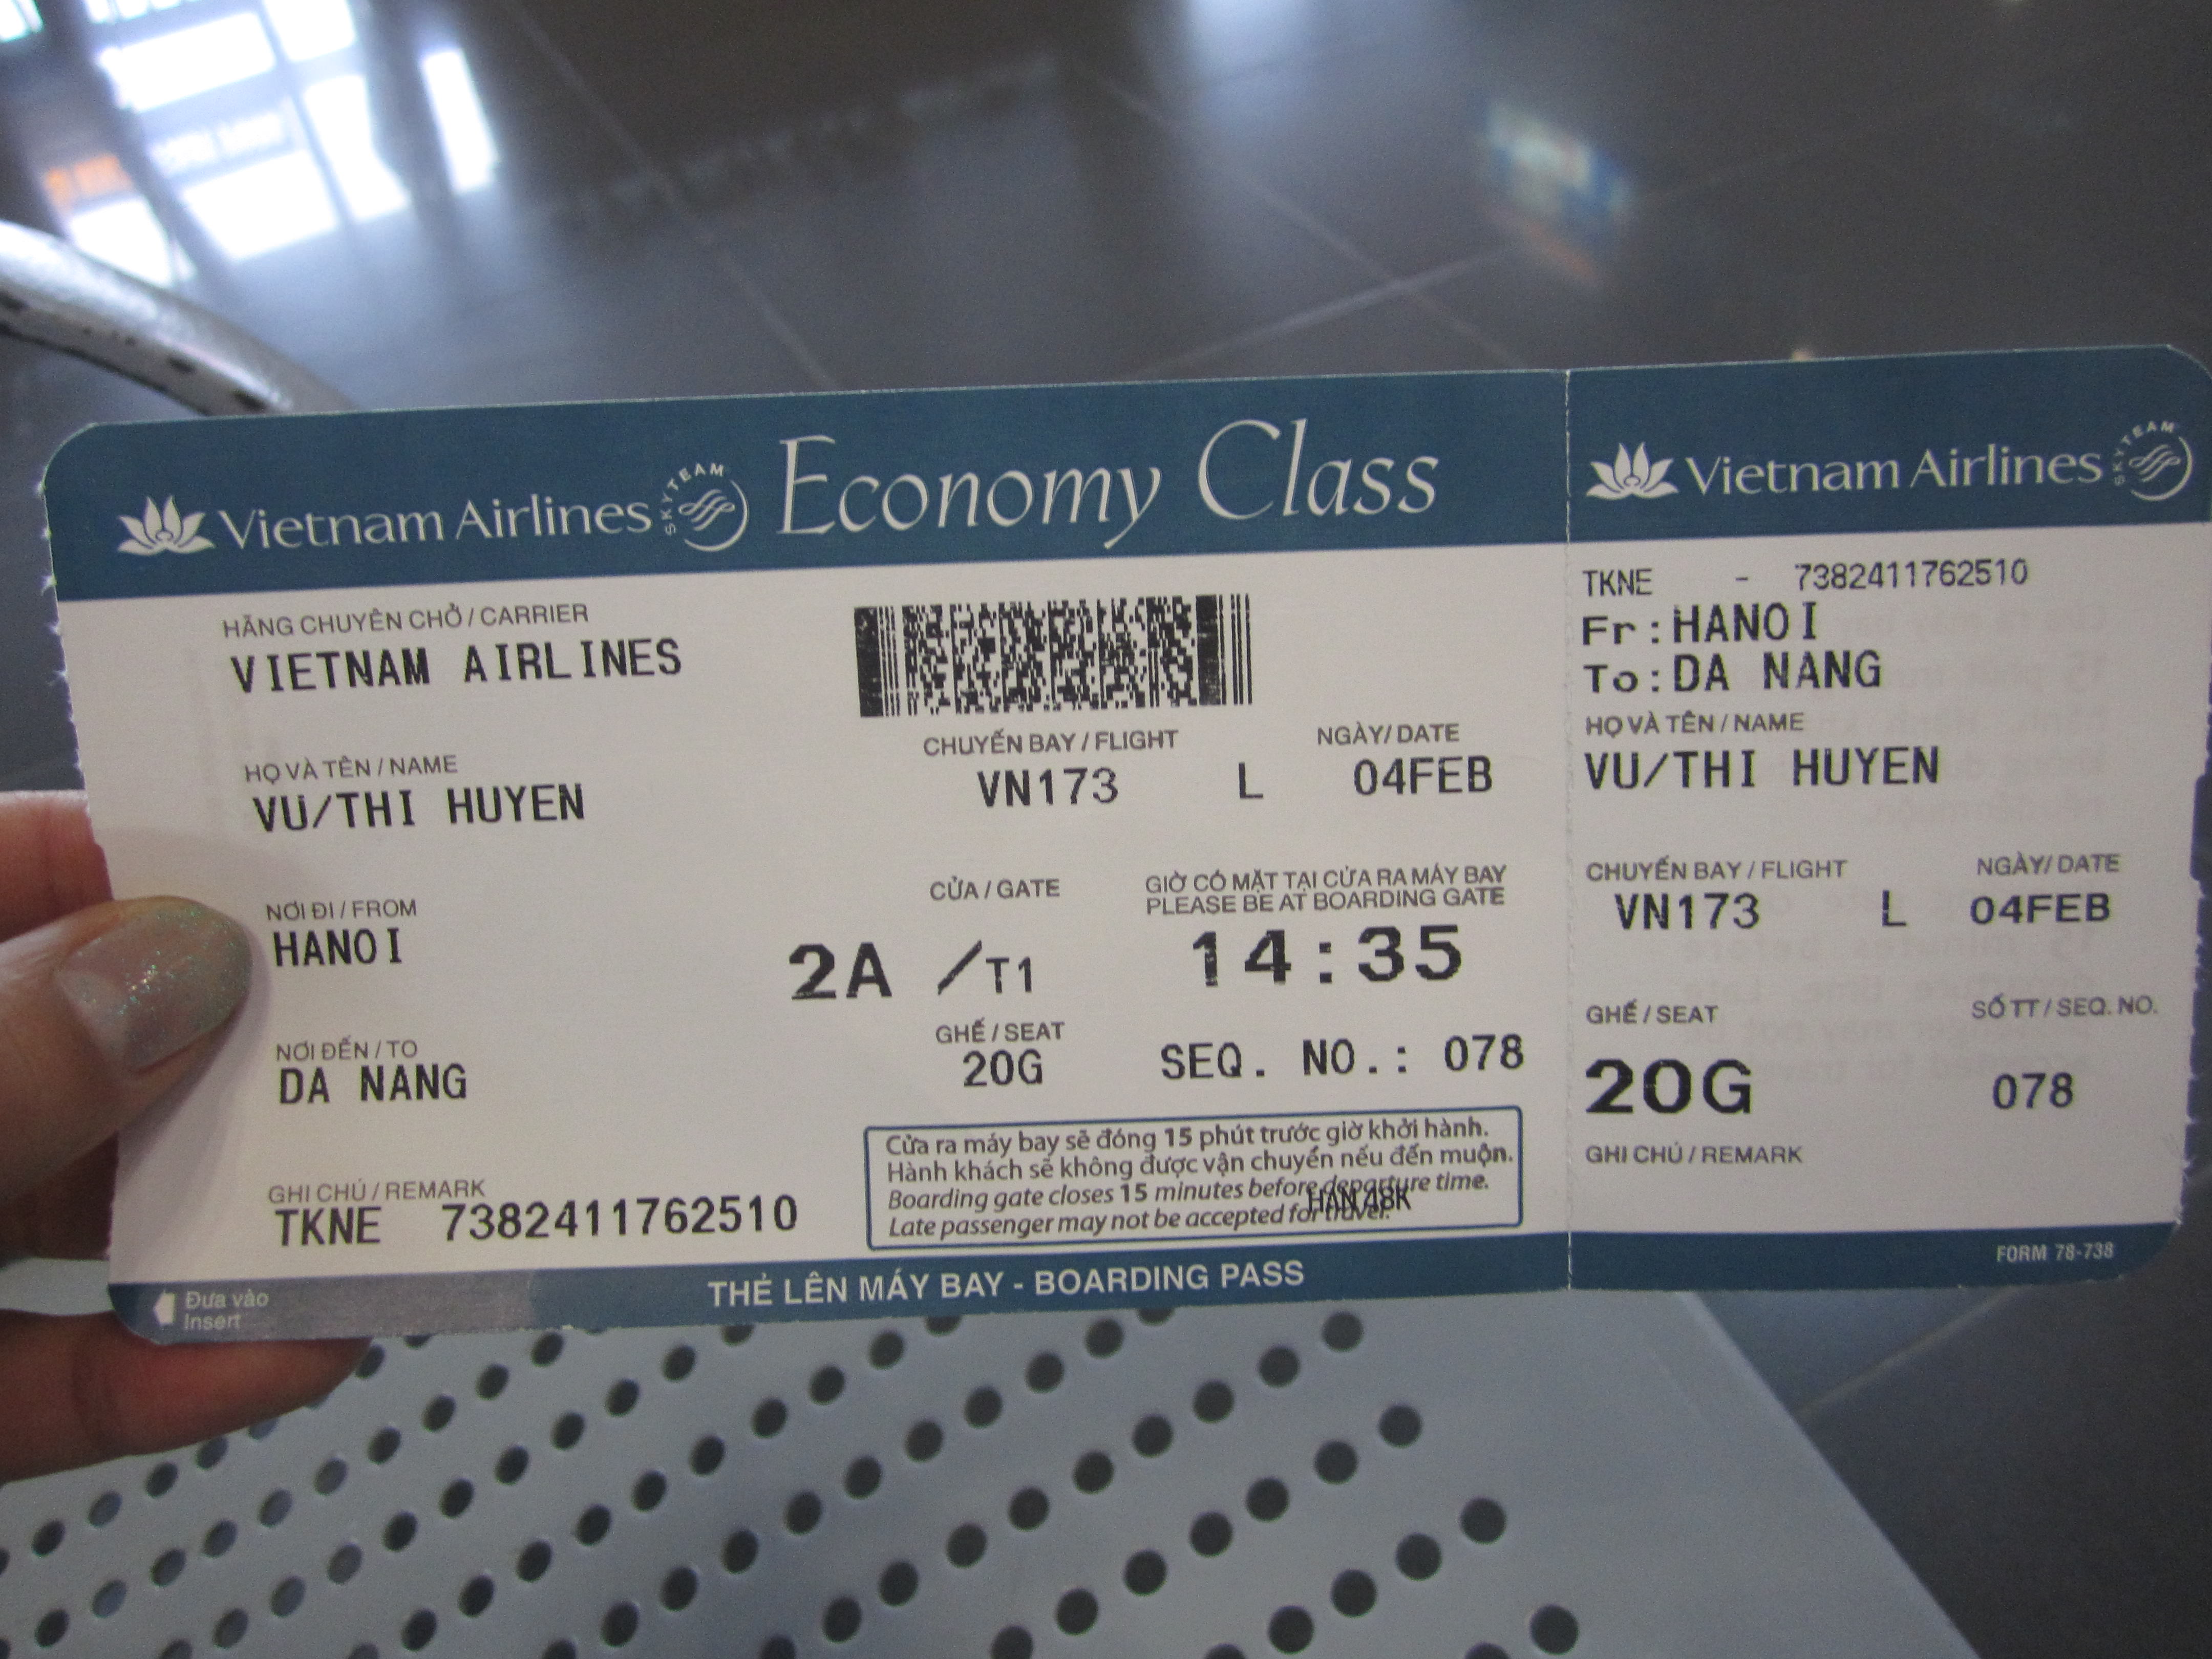 Vietnam Airlines SKYTEAM Economy Class
HÃNG CHUYÊN CHỞ / CARRIER
VIETNAM AIRLINES
HỌ VÀ TÊN / NAME
VU/THI HUYEN
CHUYẾN BAY / FLIGHT NGÀY/ DATE
VN173 L 04FEB
NƠI ĐI / FROM
HANOI
CỬA / GATE
2A /T1
GIỜ CÓ MẶT TẠI CỬA RA MÁY BAY
PLEASE BE AT BOARDING GATE
14:35
NƠI ĐẾN / TO
DA NANG
GHẾ / SEAT
20G
SEQ. NO.: 078
GHI CHÚ / REMARK
TKNE 7382411762510
Cửa ra máy bay sẽ đóng 15 phút trước giờ khởi hành.
Hành khách sẽ không được vận chuyển nếu đến muộn.
Boarding gate closes 15 minutes before departure time.
Late passenger may not be accepted for travel.
HAN 48K
Đưa vào
Insert
THẺ LÊN MÁY BAY - BOARDING PASS
Vietnam Airlines SKYTEAM
TKNE - 7382411762510
Fr:HANOI
To:DA NANG
HỌ VÀ TÊN / NAME
VU/THI HUYEN
CHUYẾN BAY / FLIGHT NGÀY/ DATE
VN173 L 04FEB
GHẾ / SEAT SỐ TT / SEQ. NO.
20G 078
GHI CHÚ / REMARK
FORM 78-738